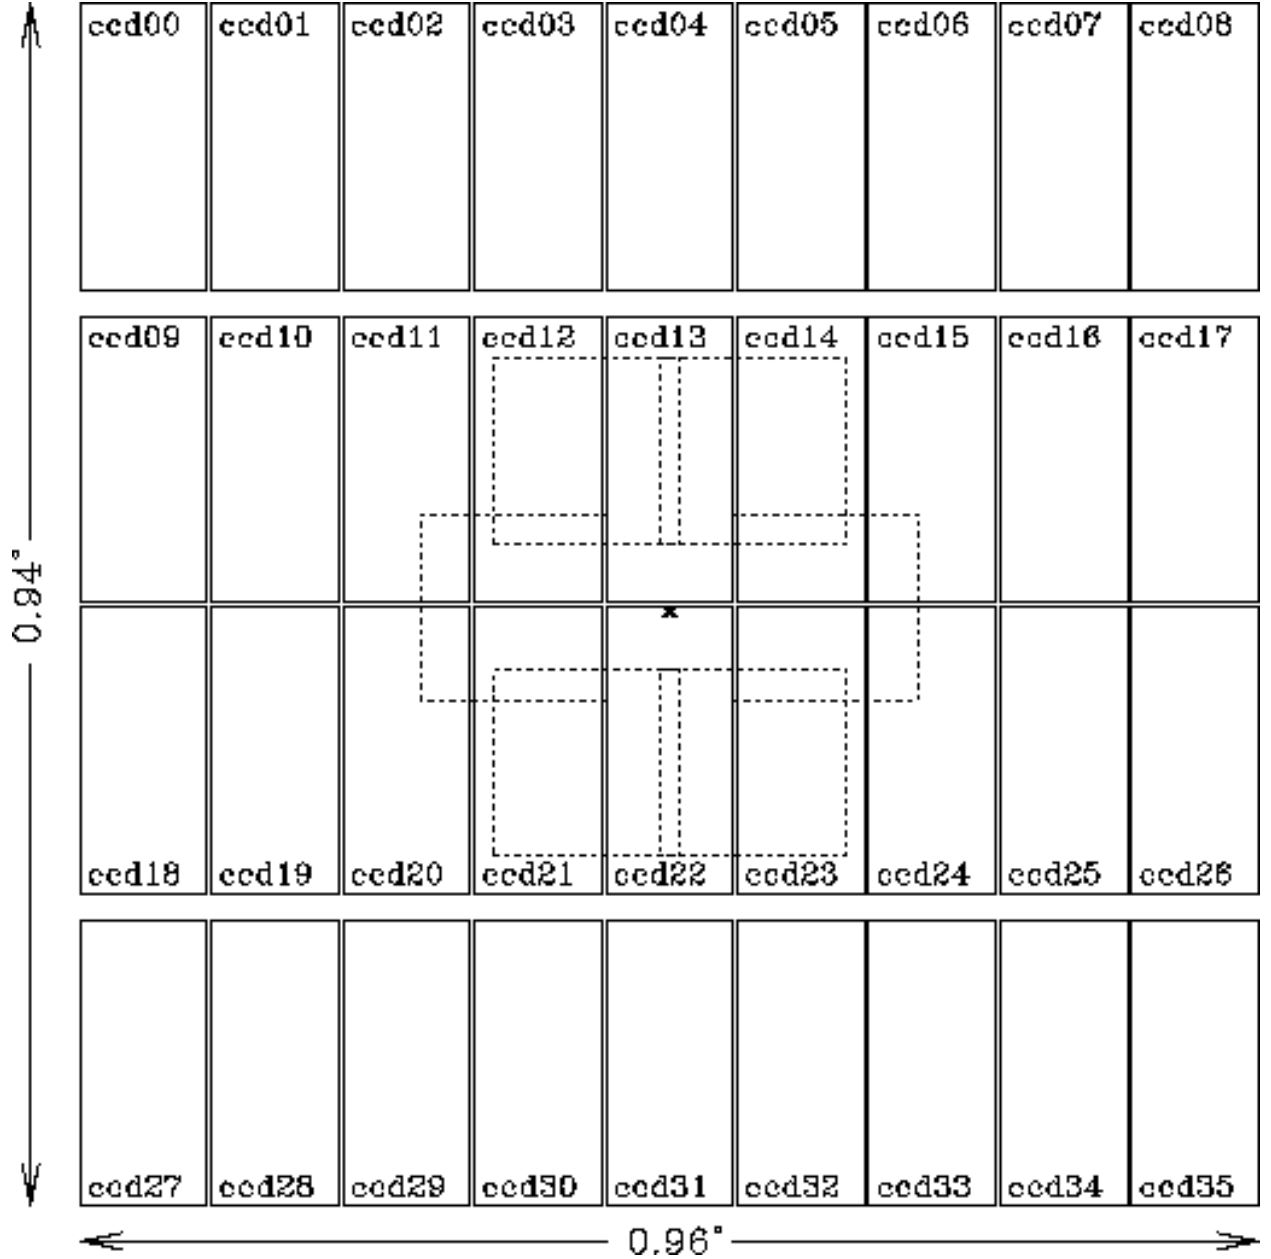 ccd00 ccd01 ccd02 ccd03 ccd04 ccd05 ccd06 ccd07 ccd08
ccd09 ccd10 ccd11 ccd12 ccd13 ccd14 ccd15 ccd16 ccd17
0.94°
x
ccd18 ccd19 ccd20 ccd21 ccd22 ccd23 ccd24 ccd25 ccd26
ccd27 ccd28 ccd29 ccd30 ccd31 ccd32 ccd33 ccd34 ccd35
0.96°